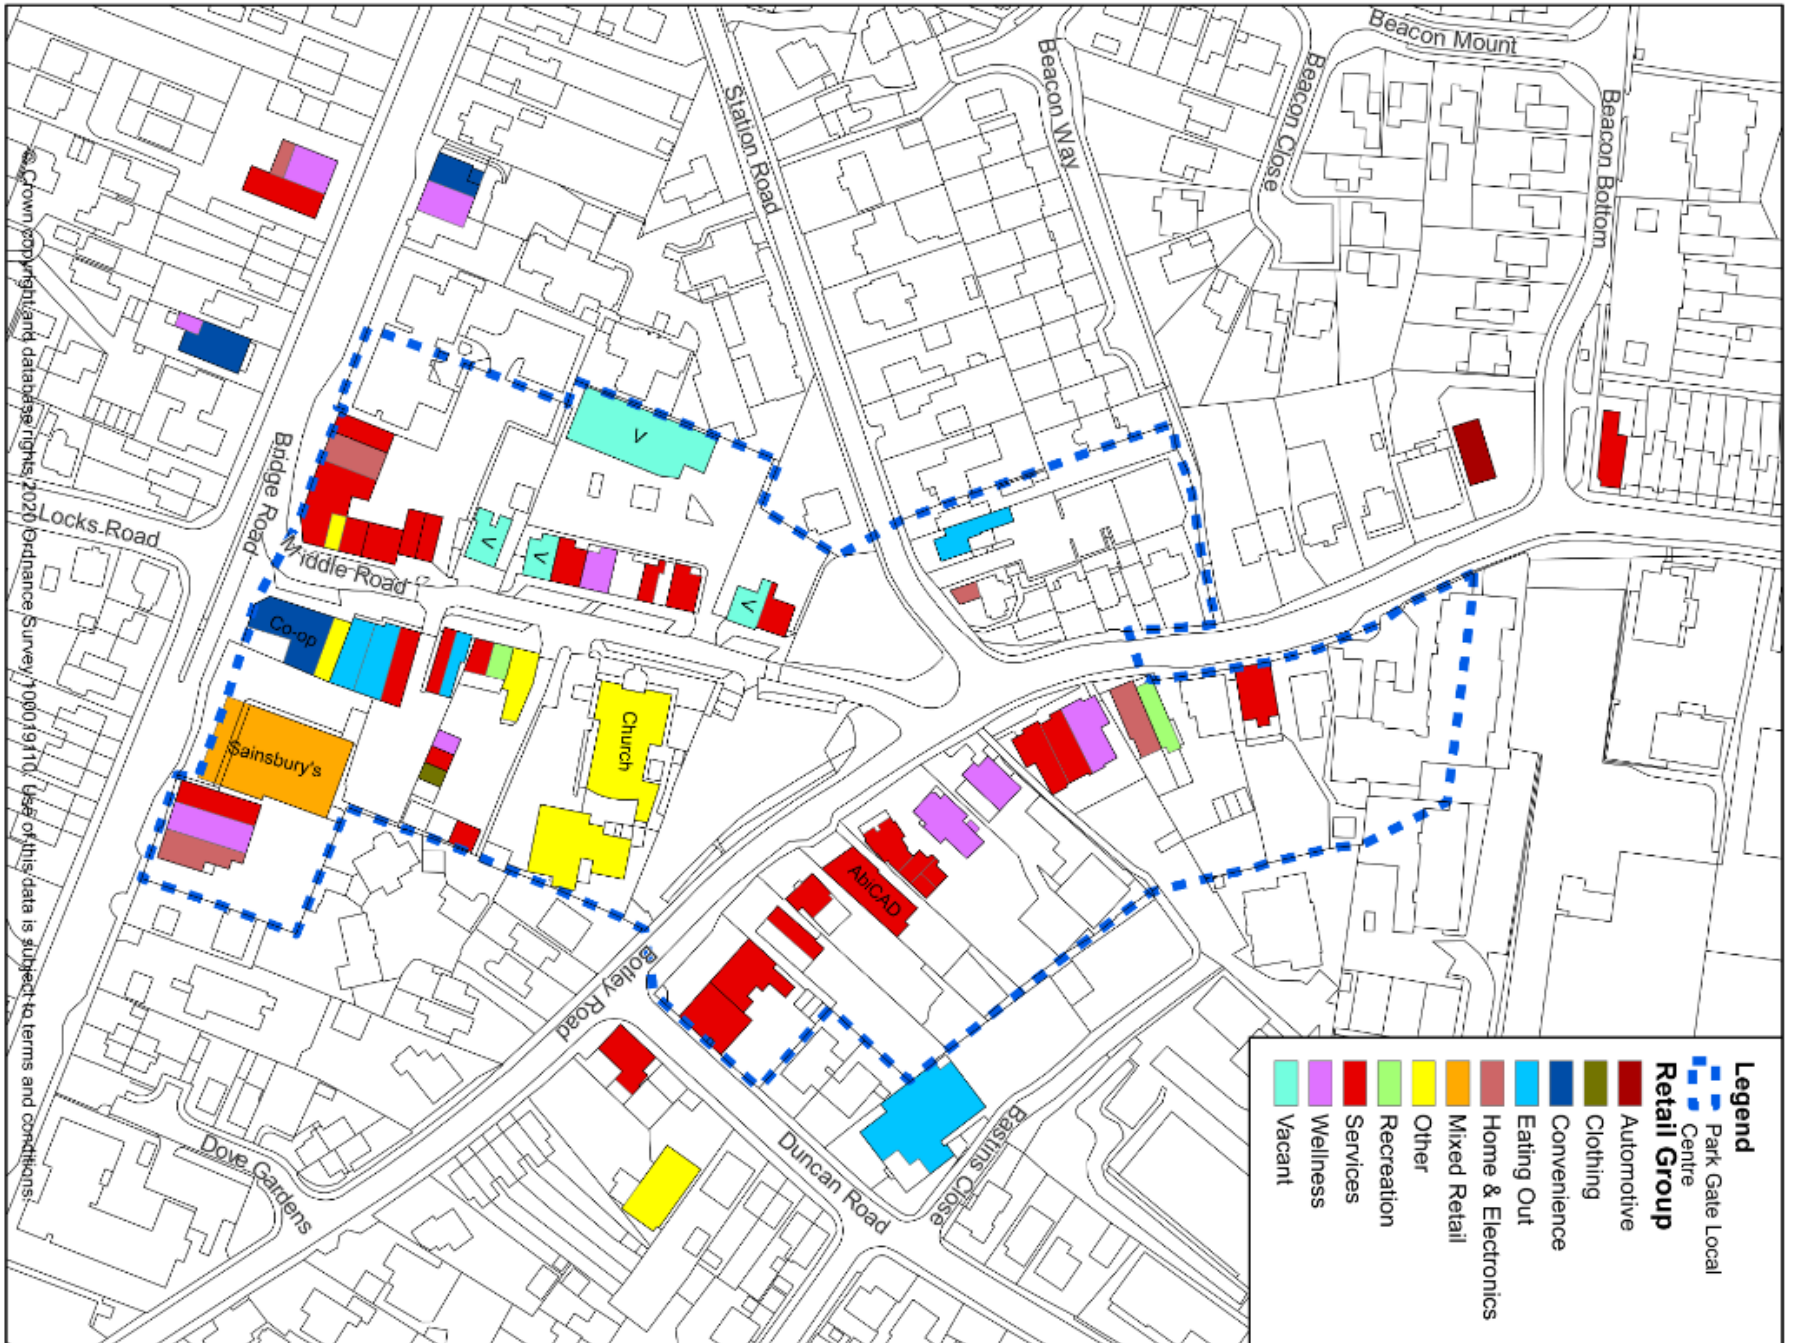 Beacon Mount
Beacon Bottom
Beacon Close
Beacon Way
Station Road
Bridge Road
Locks Road
Middle Road
V
V
V
V
Co-op
Sainsbury's
Church
AbiCAD
Botley Road
Duncan Road
Eastins Close
Dove Gardens
Legend
Park Gate Local
Centre
Retail Group
Automotive
Clothing
Convenience
Eating Out
Home & Electronics
Mixed Retail
Other
Recreation
Services
Wellness
Vacant
© Crown copyright and database rights 2020 Ordnance Survey 100019110. Use of this data is subject to terms and conditions.